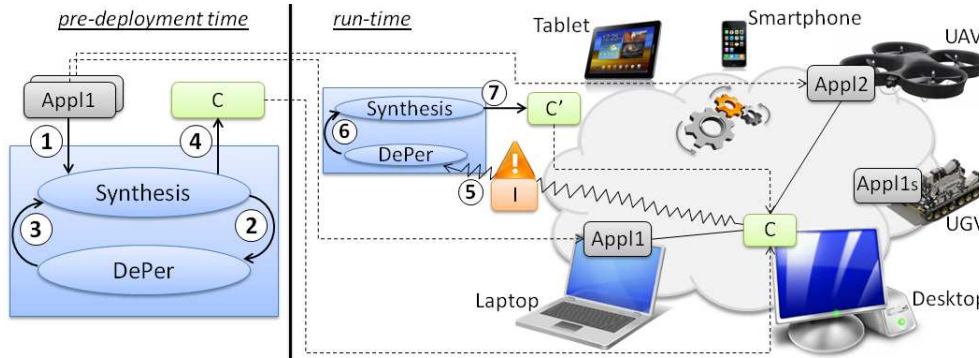 pre-deployment time
run-time
Tablet
Smartphone
UAV
Appl1
C
Synthesis
7
C'
Appl2
1
4
6
DePer
!
5
I
Synthesis
3
2
DePer
Appl1s
UGV
Appl1
C
Laptop
Desktop